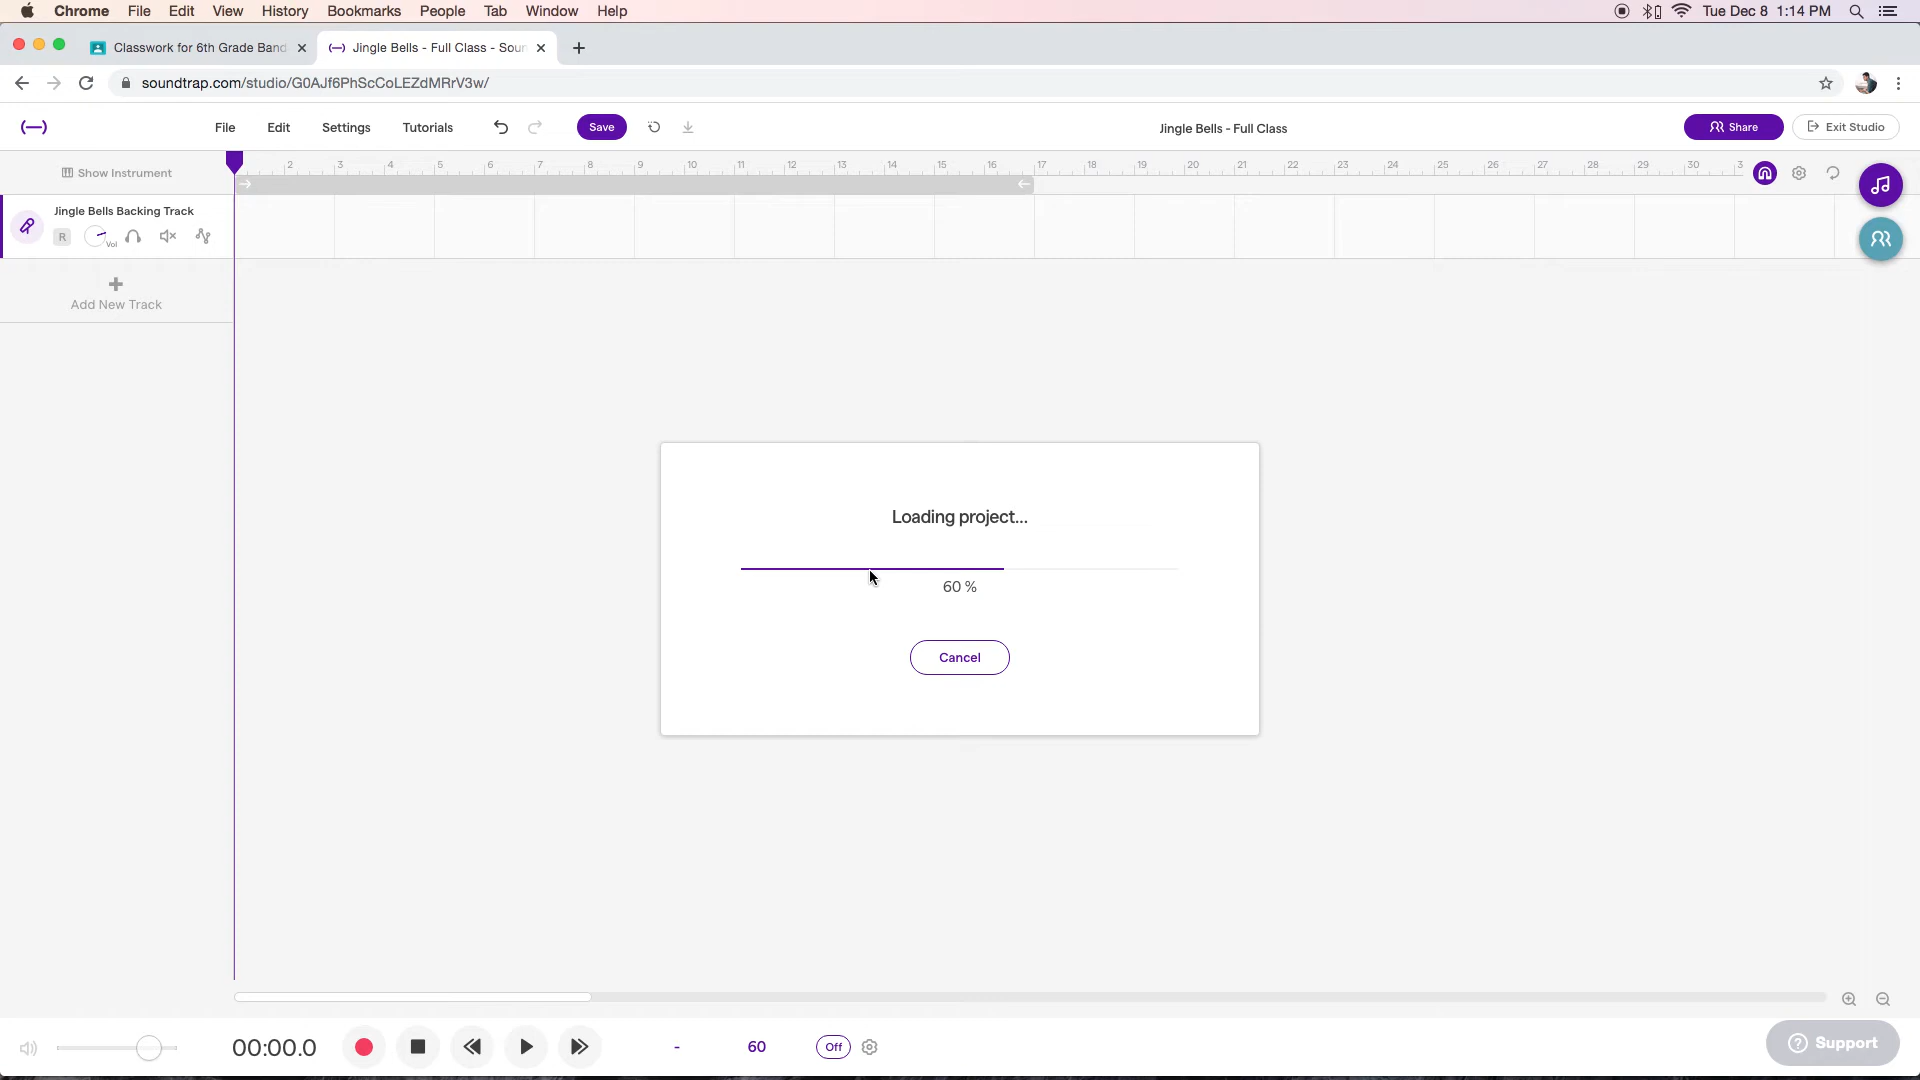 Chrome File Edit View History Bookmarks People Tab Window Help Tue Dec 8 1:14 PM
Classwork for 6th Grade Band Jingle Bells - Full Class - Soun
soundtrap.com/studio/G0AJf6PhScCoLEZdMRrV3w/
File Edit Settings Tutorials Save Jingle Bells - Full Class Share Exit Studio
Show Instrument 2 3 4 5 6 7 8 9 10 11 12 13 14 15 16 17 18 19 20 21 22 23 24 25 26 27 28 29 30 3
Jingle Bells Backing Track
R Vol
Add New Track
Loading project...
60 %
Cancel
00:00.0 - 60 Off Support